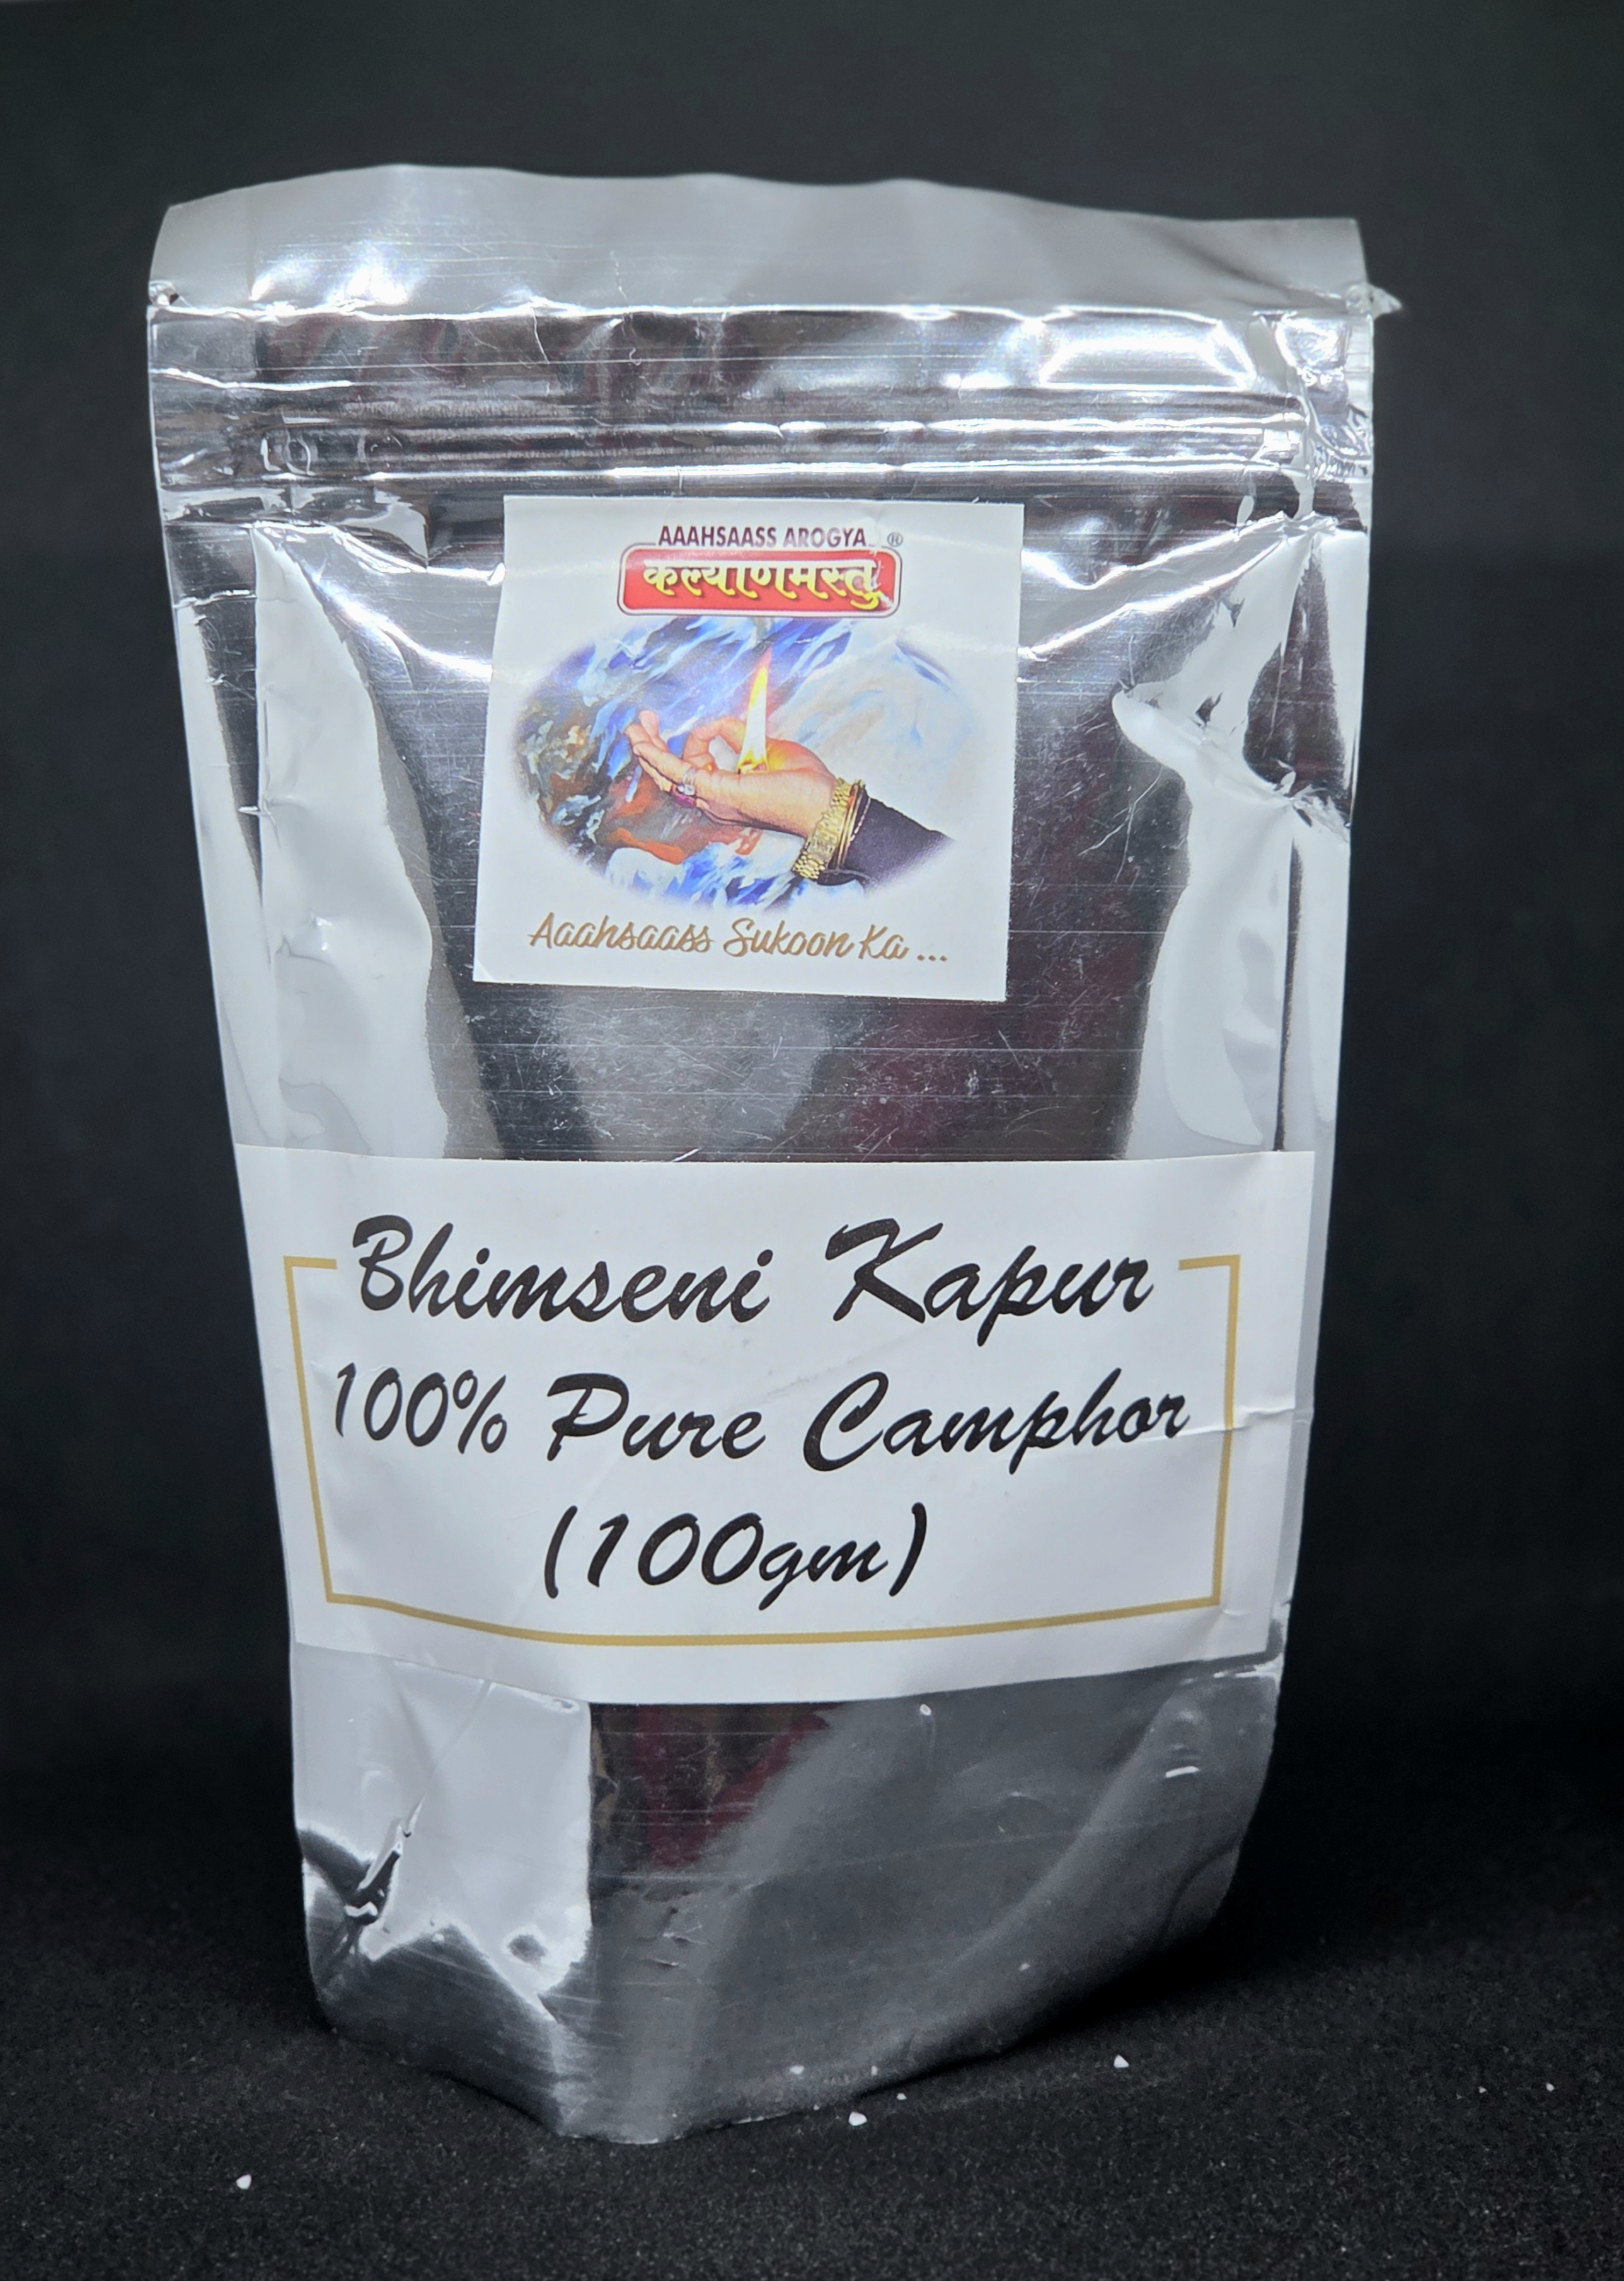 AAAHSAASS AROGYA ®
कल्याणमस्तु
Aaahsaass Sukoon Ka ...
Bhimseni Kapur
100% Pure Camphor
(100gm)